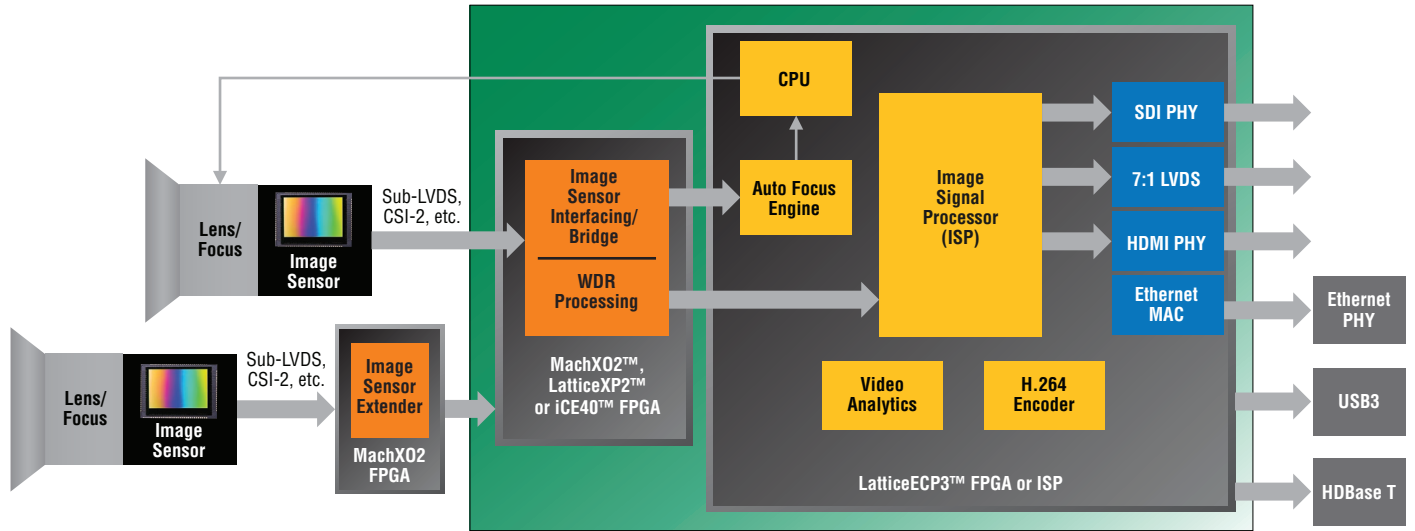 CPU
SDI PHY
Image
Sensor
Interfacing/
Bridge
WDR
Processing
Auto Focus
Engine
Image
Signal
Processor
(ISP)
7:1 LVDS
HDMI PHY
Ethernet
MAC
Ethernet
PHY
Sub-LVDS,
CSI-2, etc.
Lens/
Focus
Image
Sensor
MachXO2™,
LatticeXP2™
or iCE40™ FPGA
Sub-LVDS,
CSI-2, etc.
Lens/
Focus
Image
Sensor
Image
Sensor
Extender
MachXO2
FPGA
Video
Analytics
H.264
Encoder
USB3
LatticeECP3™ FPGA or ISP
HDBase T